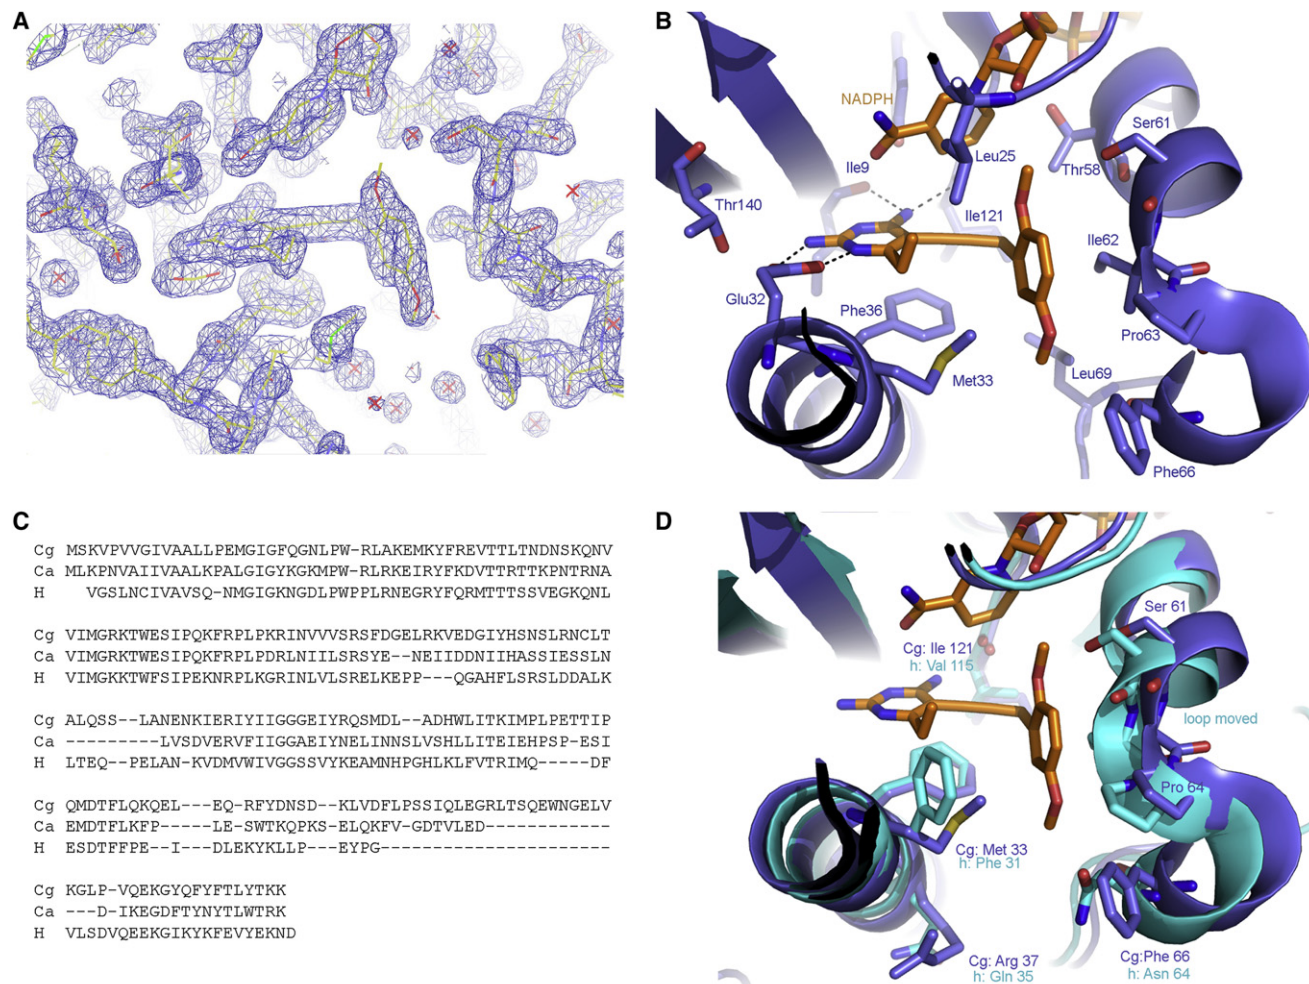 A
B
NADPH
Ser61
Leu25
Thr58
Ile9
Thr140
Ile121
Ile62
Glu32
Phe36
Pro63
Met33
Leu69
Phe66
C
Cg MSKVPVVGIVAALLPEMGIGFQGNLPW-RLAKEMKYFREVTTLTNDNSKQNV
Ca MLKPNVAIIVAALKPALGIGYKGKMPW-RLRKEIRYFKDVTTRTTKPNTRNA
H VGSLNCIVAVSQ-NMGIGKNGDLPWPPLRNEGRYFQRMTTTSSVEGKQNL
Cg VIMGRKTWESIPQKFRPLPKRINVVVSRSFDGELRKVEDGIYHSNSLRNCLT
Ca VIMGRKTWESIPQKFRPLPDRLNIILSRSYE--NEIIDDNIIHASSIESSLN
H VIMGKKTWFSIPEKNRPLKGRINLVLSRELKEPP---QGAHFLSRSLDDALK
Cg ALQSS--LANENKIERIYIIGGGEIYRQSMDL--ADHWLITKIMPLPETTIP
Ca ---------LVSDVERVFIIGGAEIYNELINNSLVSHLLITEIEHPSP-ESI
H LTEQ--PELAN-KVDMVWIVGGSSVYKEAMNHPGHLKLFVTRIMQ-----DF
Cg QMDTFLQKQEL---EQ-RFYDNSD--KLVDFLPSSIQLEGRLTSQEWNGELV
Ca EMDTFLKFP-----LE-SWTKQPKS-ELQKFV-GDTVLED------------
H ESDTFFPE--I---DLEKYKLLP---EYPG----------------------
Cg KGLP-VQEKGYQFYFTLYTKK
Ca ---D-IKEGDFTYNYTLWTRK
H VLSDVQEEKGIKYKFEVYEKND
D
Ser 61
Cg: Ile 121
h: Val 115
loop moved
Pro 64
Cg: Met 33
h: Phe 31
Cg: Arg 37
h: Gln 35
Cg:Phe 66
h: Asn 64